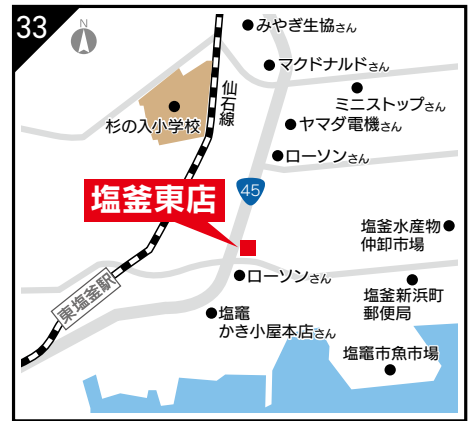 33
N
みやぎ生協さん
マクドナルドさん
仙石線
ミニストップさん
杉の入小学校
ヤマダ電機さん
ローソンさん
45
塩釜東店
塩釜水産物
仲卸市場
ローソンさん
東塩釜駅
塩釜新浜町
郵便局
塩竈
かき小屋本店さん
塩竈市魚市場